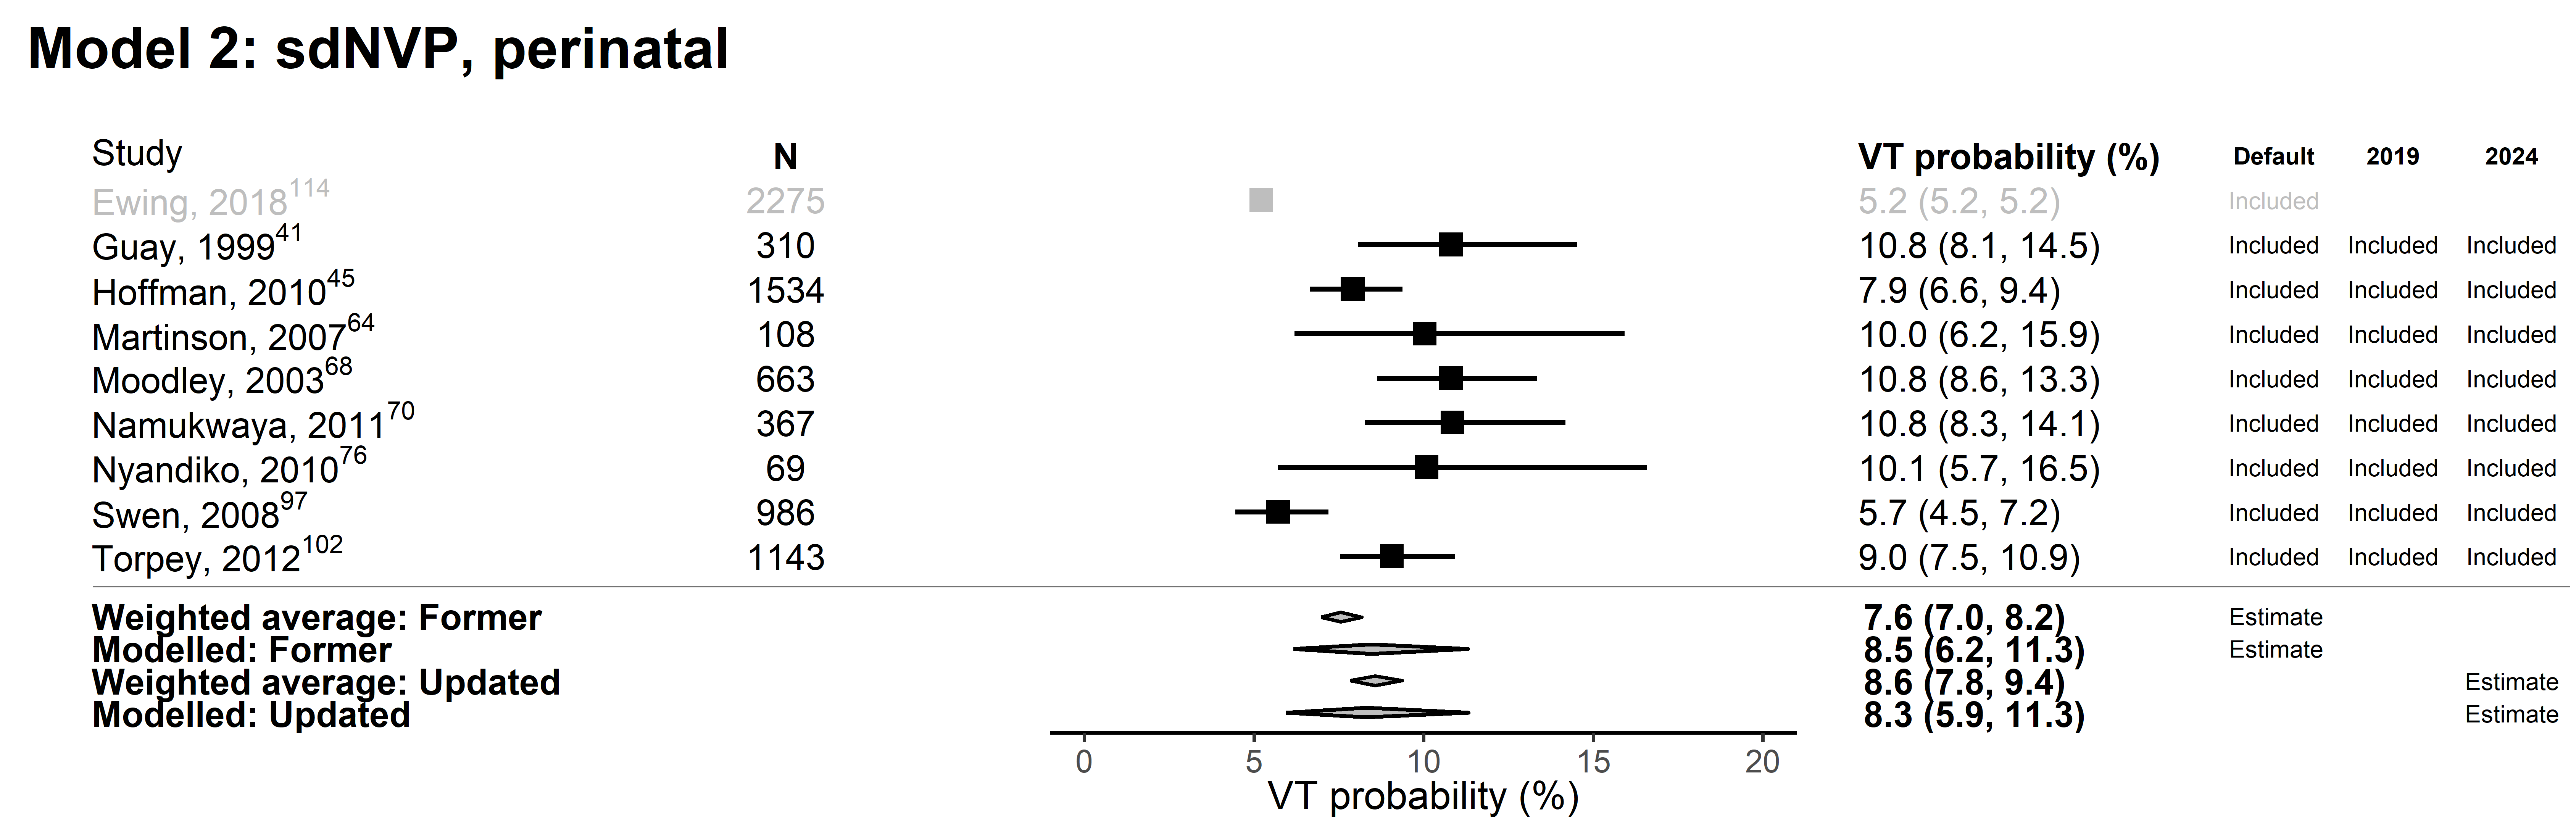 Model 2: sdNVP, perinatal
Study N VT probability (%) Default 2019 2024
Ewing, 2018114 2275 5.2 (5.2, 5.2) Included
Guay, 199941 310 10.8 (8.1, 14.5) Included Included Included
Hoffman, 201045 1534 7.9 (6.6, 9.4) Included Included Included
Martinson, 200764 108 10.0 (6.2, 15.9) Included Included Included
Moodley, 200368 663 10.8 (8.6, 13.3) Included Included Included
Namukwaya, 201170 367 10.8 (8.3, 14.1) Included Included Included
Nyandiko, 201076 69 10.1 (5.7, 16.5) Included Included Included
Swen, 200897 986 5.7 (4.5, 7.2) Included Included Included
Torpey, 2012102 1143 9.0 (7.5, 10.9) Included Included Included
Weighted average: Former 7.6 (7.0, 8.2) Estimate
Modelled: Former 8.5 (6.2, 11.3) Estimate
Weighted average: Updated 8.6 (7.8, 9.4) Estimate
Modelled: Updated 8.3 (5.9, 11.3) Estimate
0 5 10 15 20
VT probability (%)